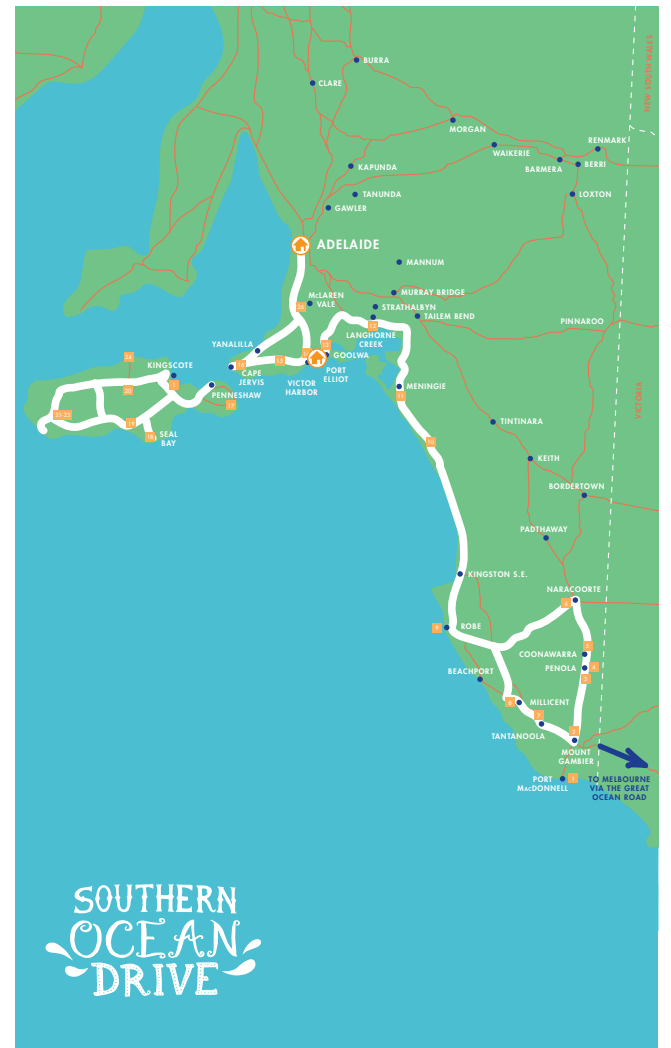 BURRA
NEW SOUTH WALES
CLARE
MORGAN
RENMARK
WAIKERIE
BARMERA
BERRI
KAPUNDA
TANUNDA
LOXTON
GAWLER
ADELAIDE
MANNUM
MURRAY BRIDGE
McLAREN
VALE
STRATHALBYN
TAILEM BEND
PINNAROO
LANGHORNE
CREEK
YANALILLA
GOOLWA
KINGSCOTE
CAPE
JERVIS
PORT
ELLIOT
VICTOR
HARBOR
PENNESHAW
MENINGIE
VICTORIA
SEAL
BAY
TINTINARA
KEITH
BORDERTOWN
PADTHAWAY
KINGSTON S.E.
NARACOORTE
ROBE
COONAWARRA
PENOLA
BEACHPORT
MILLICENT
TANTANOOLA
MOUNT
GAMBIER
PORT
MacDONNELL
TO MELBOURNE
VIA THE GREAT
OCEAN ROAD
SOUTHERN
OCEAN
DRIVE